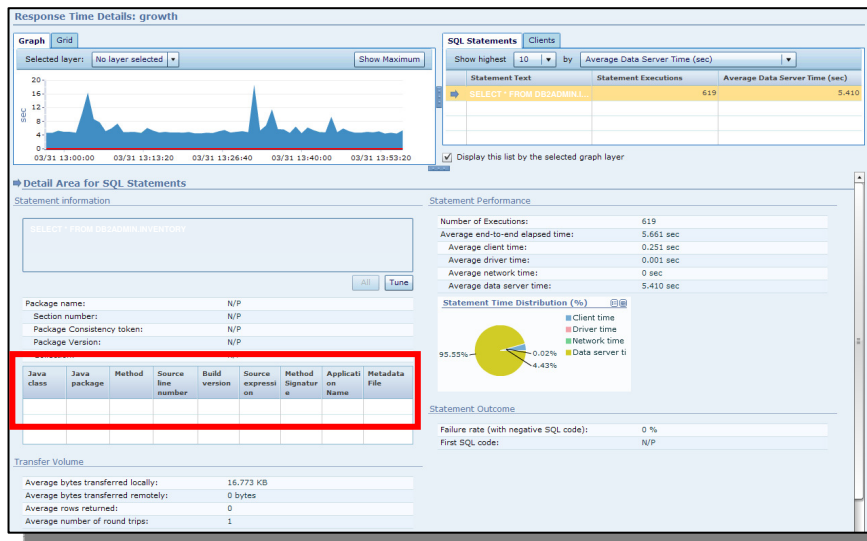 Response Time Details: growth
Graph Grid
Selected layer: No layer selected Show Maximum
20
16
12
8
4
0
sec
03/31 13:00:00 03/31 13:13:20 03/31 13:26:40 03/31 13:40:00 03/31 13:53:20
SQL Statements Clients
Show highest 10 by Average Data Server Time (sec)
Statement Text Statement Executions Average Data Server Time (sec)
SELECT * FROM DB2ADMIN.I... 619 5.410
Display this list by the selected graph layer
Detail Area for SQL Statements
Statement information
SELECT * FROM DB2ADMIN.INVENTORY
All Tune
Package name: N/P
Section number: N/P
Package Consistency token: N/P
Package Version: N/P
Java class Java package Method Source line number Build version Source expressi on Method Signatur e Applicati on Name Metadata File
Transfer Volume
Average bytes transferred locally: 16.773 KB
Average bytes transferred remotely: 0 bytes
Average rows returned: 0
Average number of round trips: 1
Statement Performance
Number of Executions: 619
Average end-to-end elapsed time: 5.661 sec
Average client time: 0.251 sec
Average driver time: 0.001 sec
Average network time: 0 sec
Average data server time: 5.410 sec
Statement Time Distribution (%)
Client time
Driver time
Network time
Data server ti
95.55%
0.02%
4.43%
Statement Outcome
Failure rate (with negative SQL code): 0 %
First SQL code: N/P